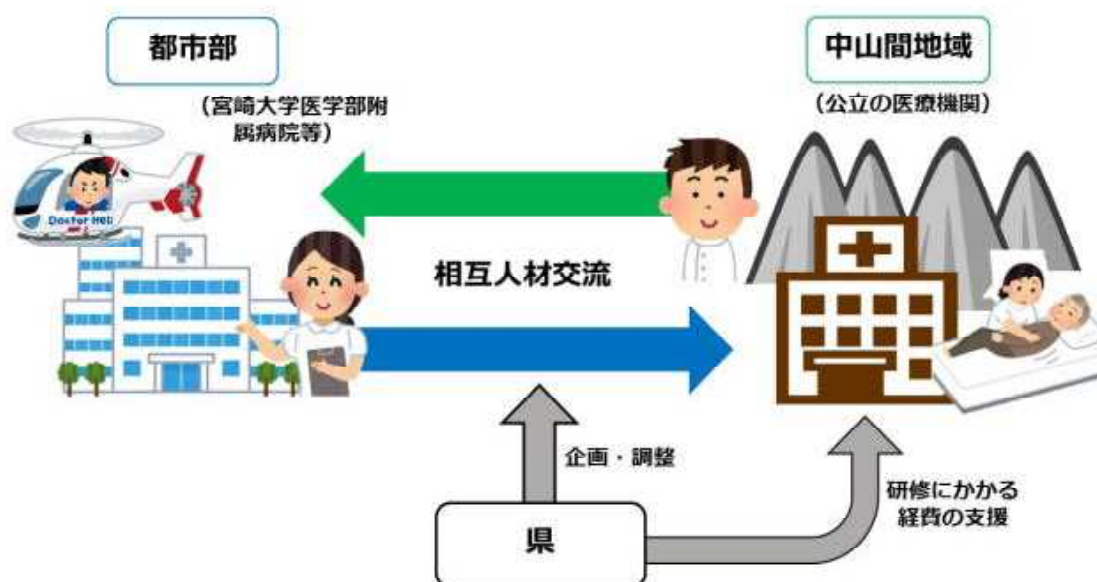 都市部
(宮崎大学医学部附
属病院等)
中山間地域
(公立の医療機関)
Doctor Heli
相互人材交流
企画・調整
県
研修にかかる
経費の支援